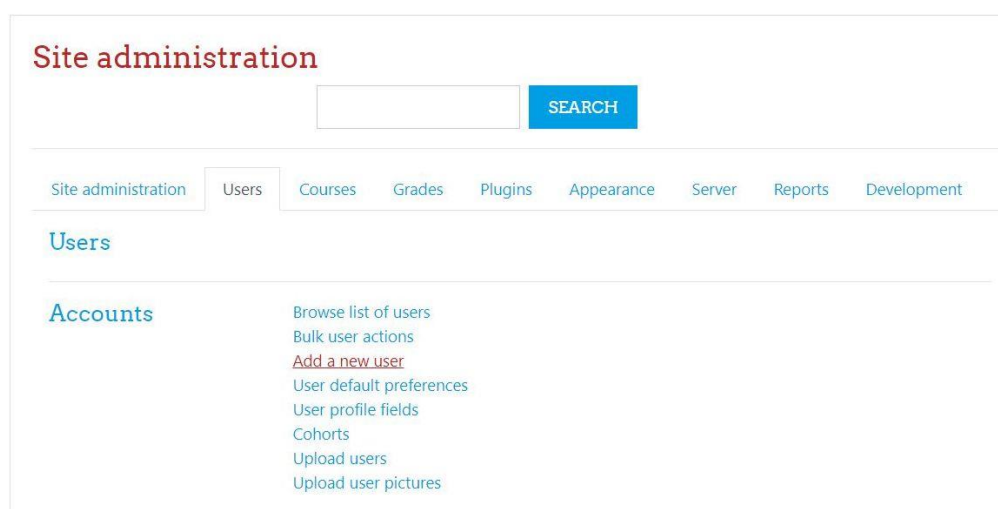 Site administration
SEARCH
Site administration Users Courses Grades Plugins Appearance Server Reports Development
Users
Accounts
Browse list of users
Bulk user actions
Add a new user
User default preferences
User profile fields
Cohorts
Upload users
Upload user pictures